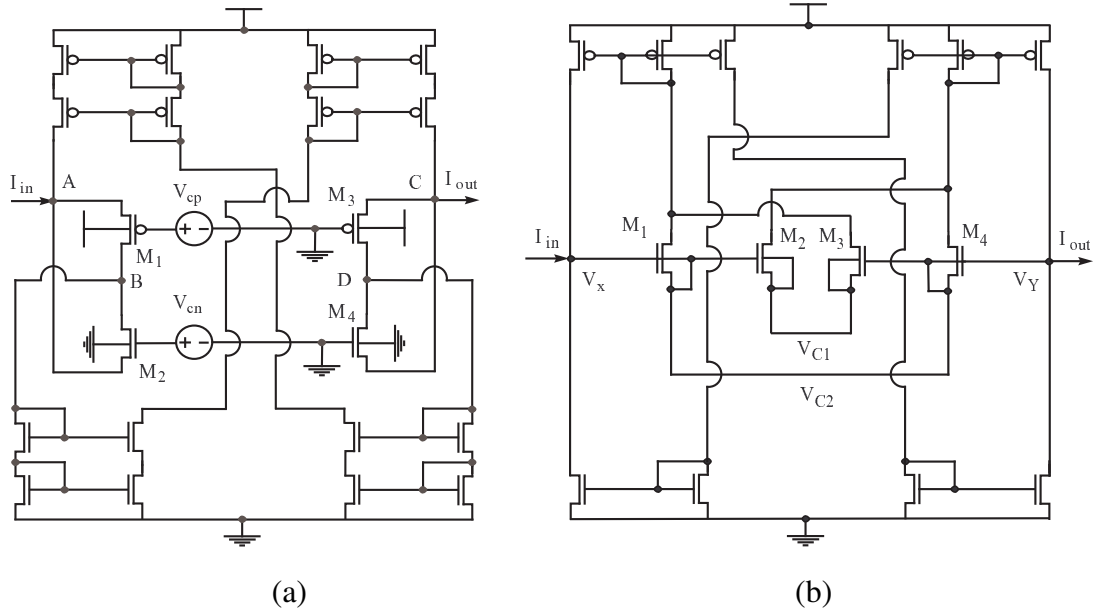 I in
A
V cp
M 3
C
I out
M 1
B
D
V cn
M 4
M 2
(a)
I in
M 1
M 2
M 3
M 4
I out
V x
V Y
V C1
V C2
(b)